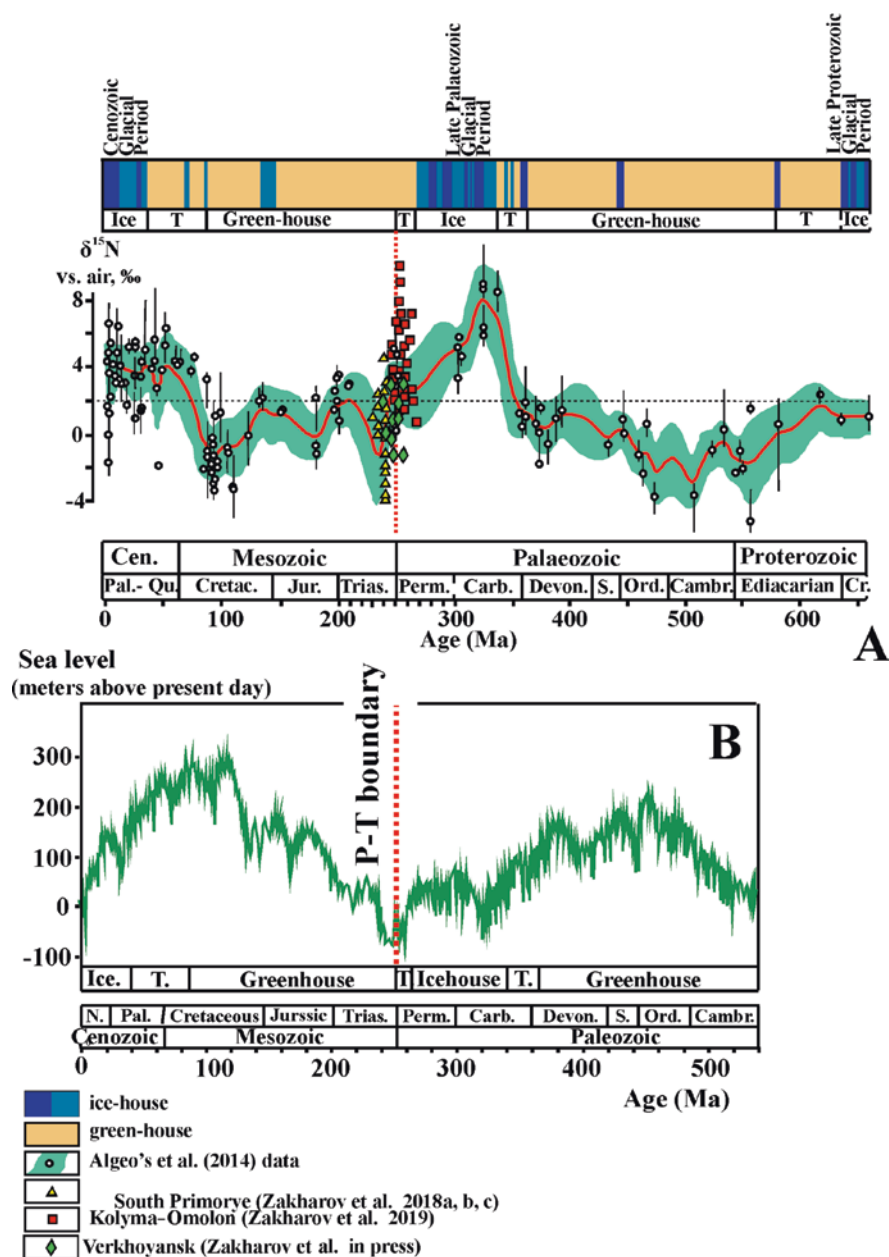 Cenozoic
Glacial
Period
Late Palaeozoic
Glacial
Period
Late Proterozoic
Glacial
Period
Ice T Green-house T Ice T Green-house T Ice
δ15N
vs. air, ‰
8
4
0
-4
Cen. Mesozoic Palaeozoic Proterozoic
Pal.- Qu. Cretac. Jur. Trias. Perm. Carb. Devon. S. Ord. Cambr. Ediacarian Cr.
0 100 200 300 400 500 600
Age (Ma)
A
Sea level
(meters above present day)
P-T boundary
B
300
200
100
0
-100
Ice. T. Greenhouse T Icehouse T. Greenhouse
N. Pal. Cretaceous Jurssic Trias. Perm. Carb. Devon. S. Ord. Cambr.
Cenozoic Mesozoic Paleozoic
0 100 200 300 400 500
Age (Ma)
ice-house
green-house
Algeo's et al. (2014) data
South Primorye (Zakharov et al. 2018a, b, c)
Kolyma-Omolon (Zakharov et al. 2019)
Verkhoyansk (Zakharov et al. in press)